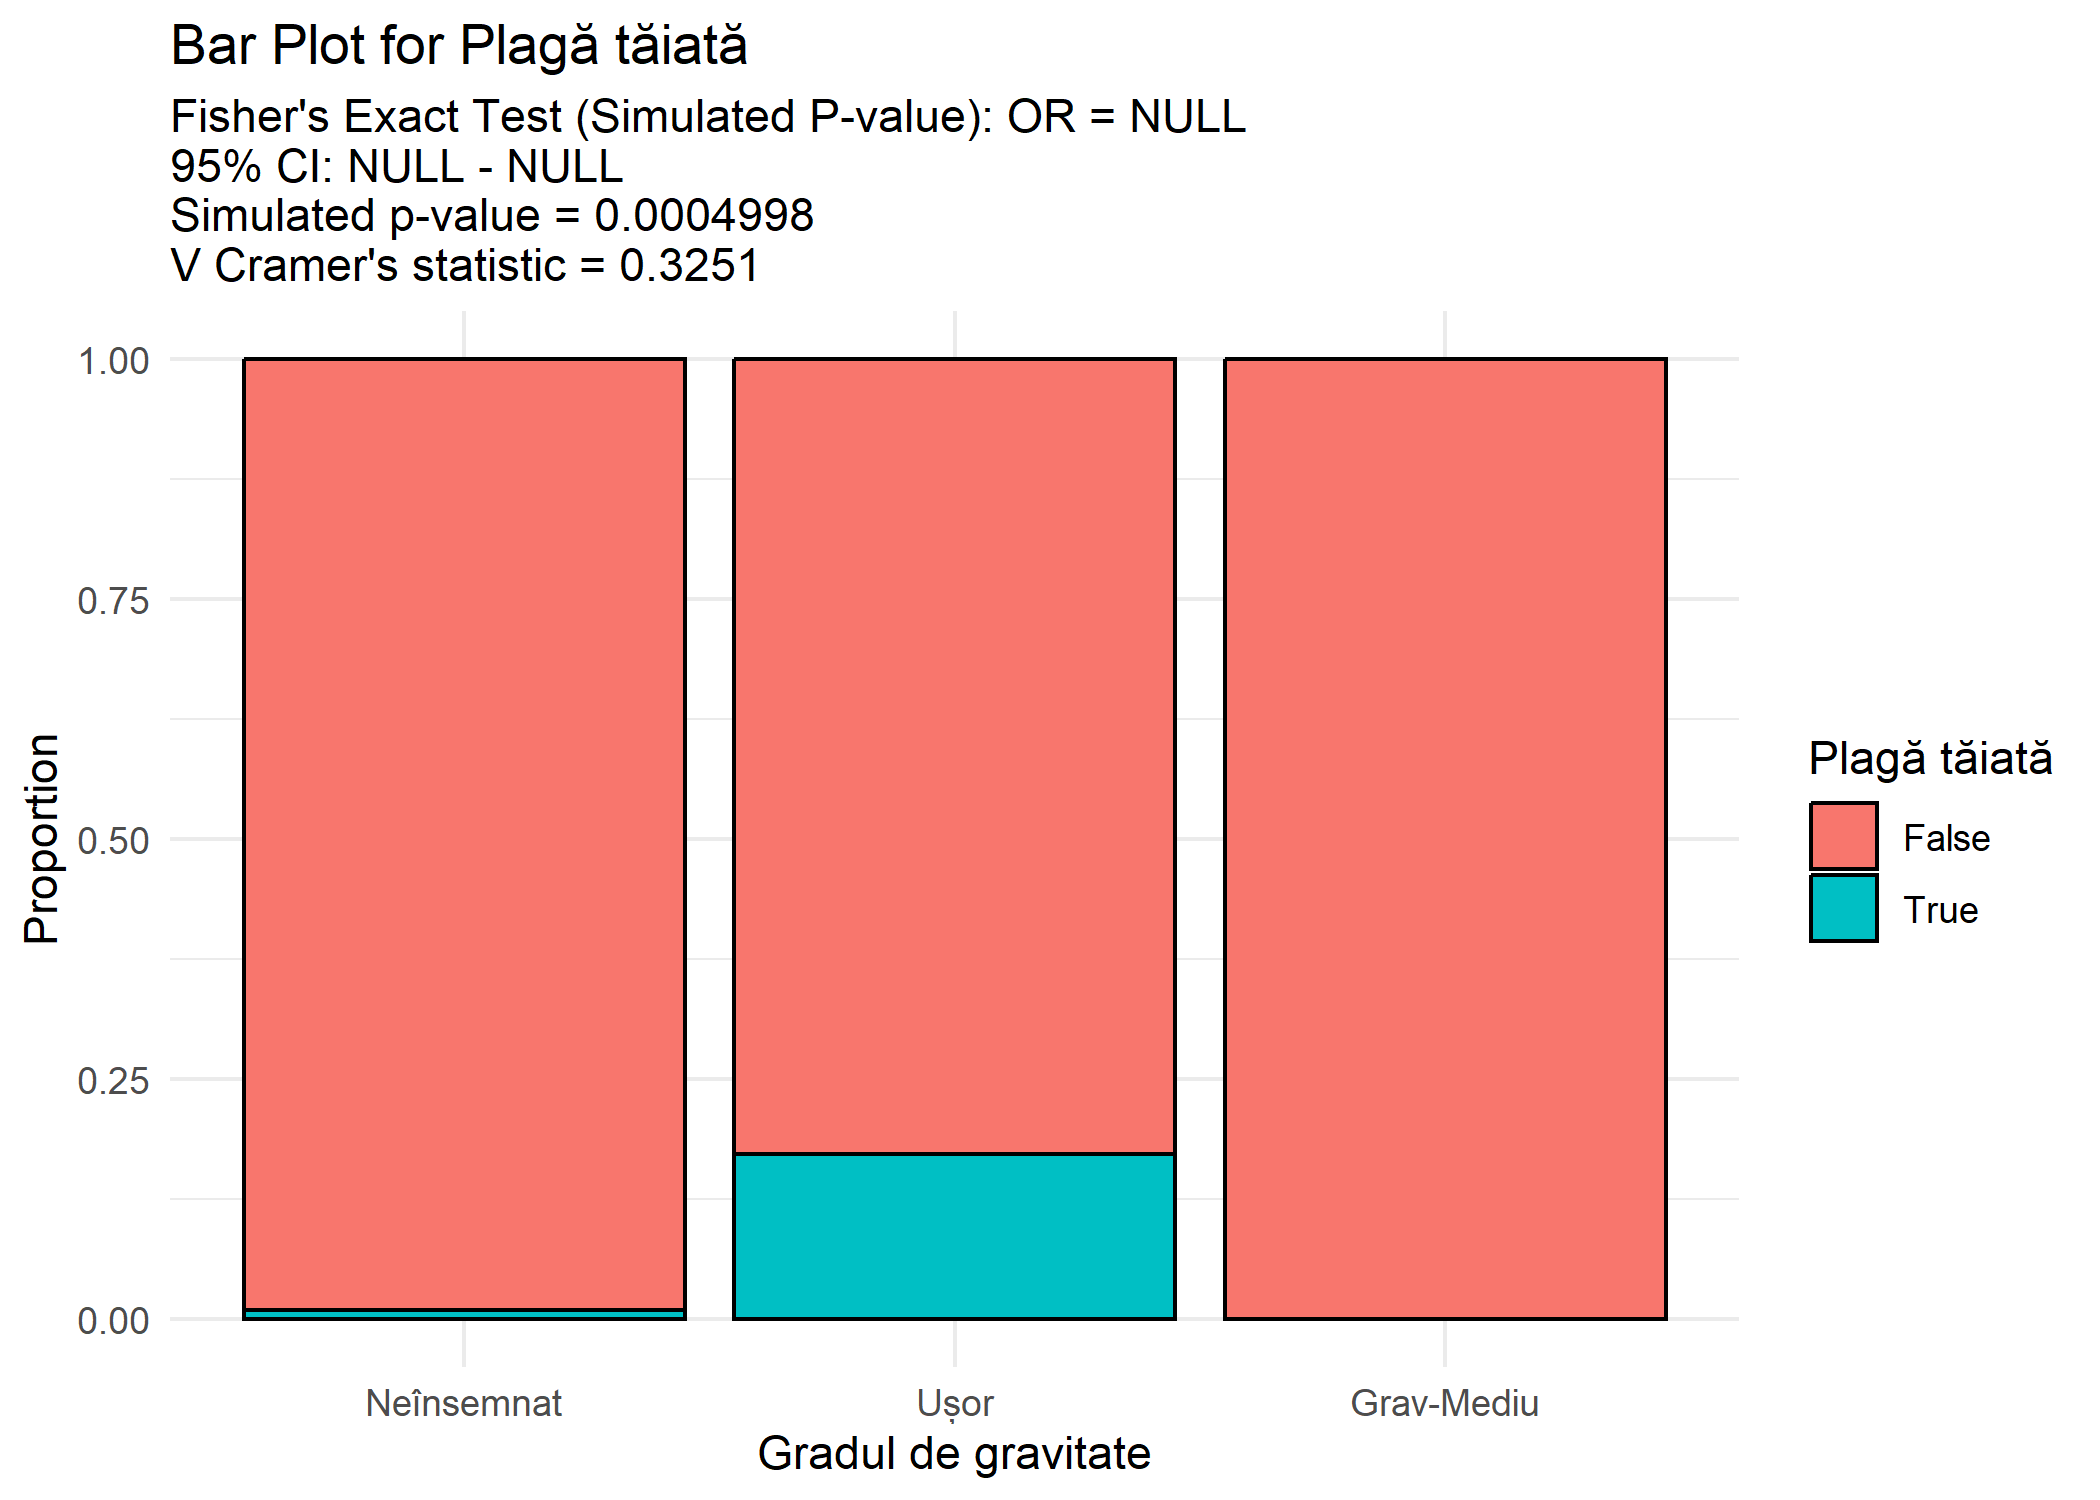 Bar Plot for Plagă tăiată
Fisher's Exact Test (Simulated P-value): OR = NULL
95% CI: NULL - NULL
Simulated p-value = 0.0004998
V Cramer's statistic = 0.3251
1.00
0.75
0.50
0.25
0.00
Proportion
Neînsemnat
Ușor
Grav-Mediu
Gradul de gravitate
Plagă tăiată
False
True